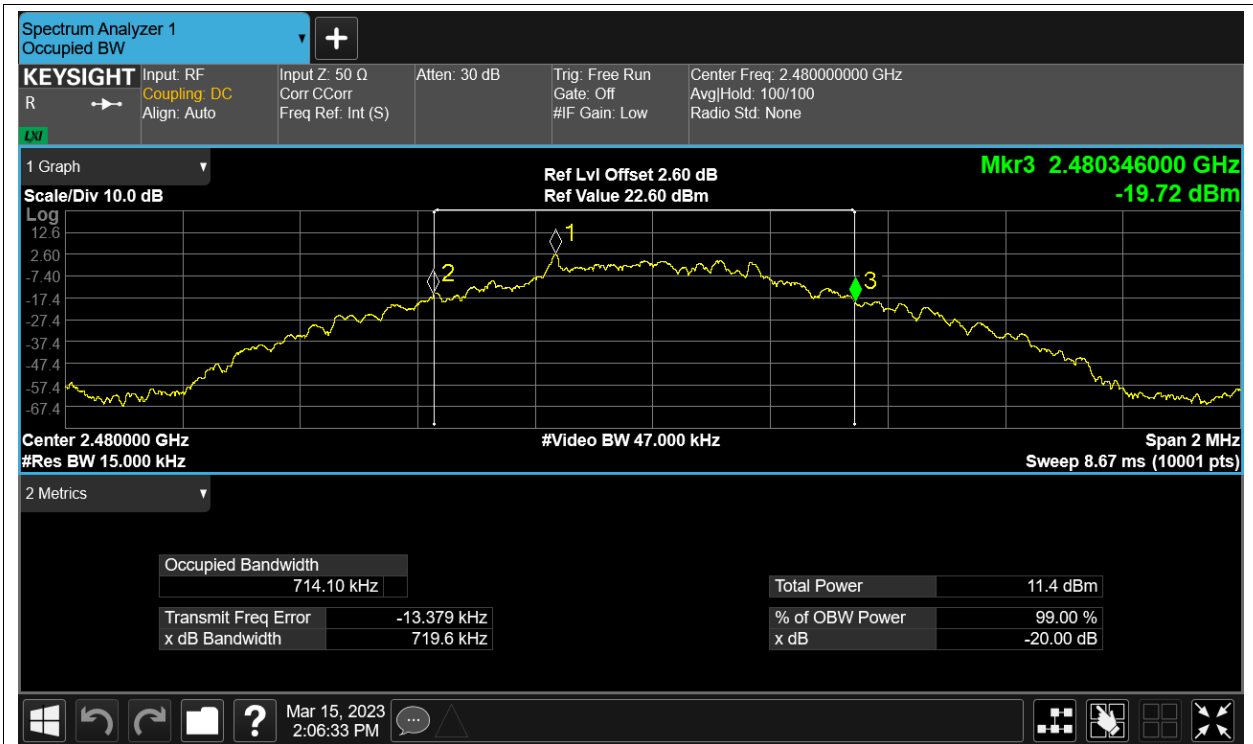 Spectrum Analyzer 1
Occupied BW
KEYSIGHT
R
LXI
Input: RF
Coupling: DC
Align: Auto
Input Z: 50 Ω
Corr CCorr
Freq Ref: Int (S)
Atten: 30 dB
Trig: Free Run
Gate: Off
#IF Gain: Low
Center Freq: 2.480000000 GHz
Avg|Hold: 100/100
Radio Std: None
1 Graph
Scale/Div 10.0 dB
Ref Lvl Offset 2.60 dB
Ref Value 22.60 dBm
Mkr3 2.480346000 GHz
-19.72 dBm
Log
12.6
2.60
-7.40
-17.4
-27.4
-37.4
-47.4
-57.4
-67.4
1
2
3
Center 2.480000 GHz
#Res BW 15.000 kHz
#Video BW 47.000 kHz
Span 2 MHz
Sweep 8.67 ms (10001 pts)
2 Metrics
Occupied Bandwidth
714.10 kHz
Transmit Freq Error -13.379 kHz
x dB Bandwidth 719.6 kHz
Total Power 11.4 dBm
% of OBW Power 99.00 %
x dB -20.00 dB
?
Mar 15, 2023
2:06:33 PM